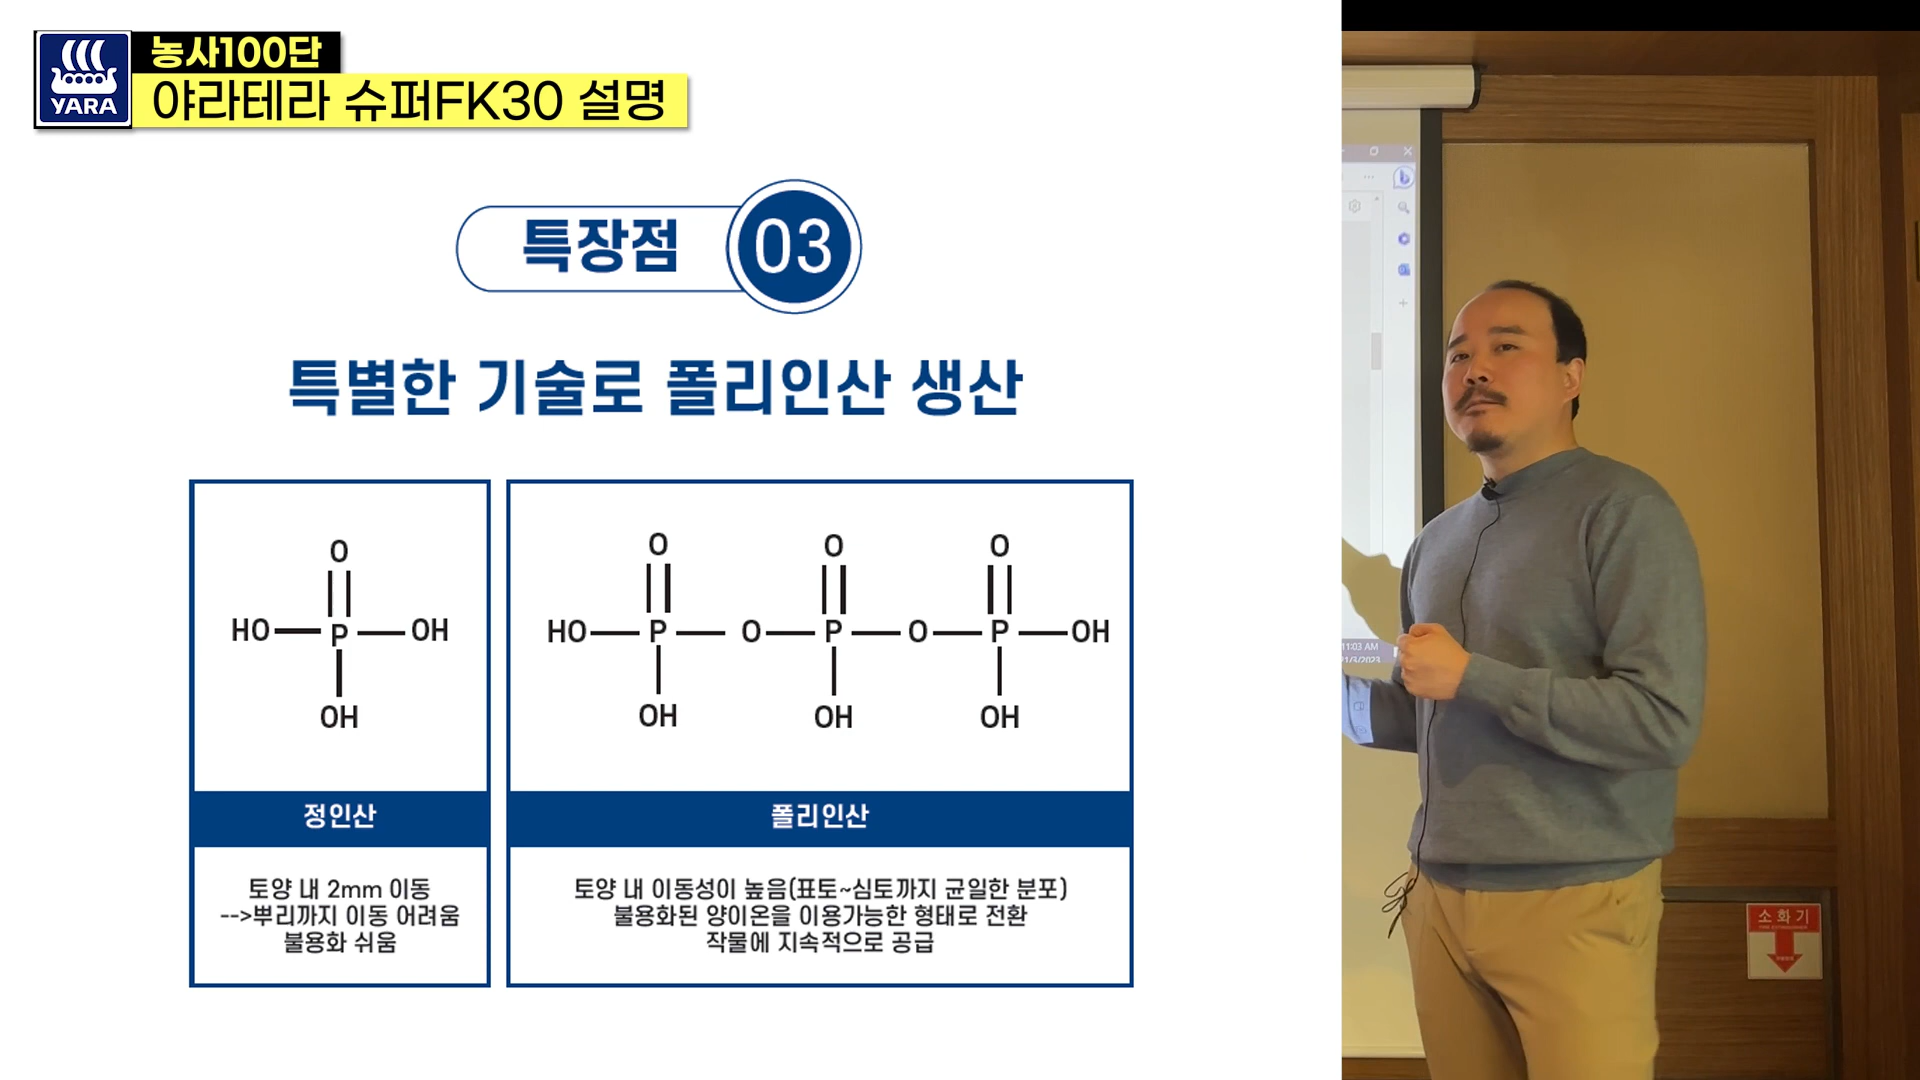 YARA
농사100단
야라테라 슈퍼FK30 설명
특장점
03
특별한 기술로 폴리인산 생산
O
HO P OH
OH
O O O
HO P O P O P OH
OH OH OH
정인산
폴리인산
토양 내 2mm 이동
-->뿌리까지 이동 어려움
불용화 쉬움
토양 내 이동성이 높음(표토~심토까지 균일한 분포)
불용화된 양이온을 이용가능한 형태로 전환
작물에 지속적으로 공급
11:03 AM
소화기